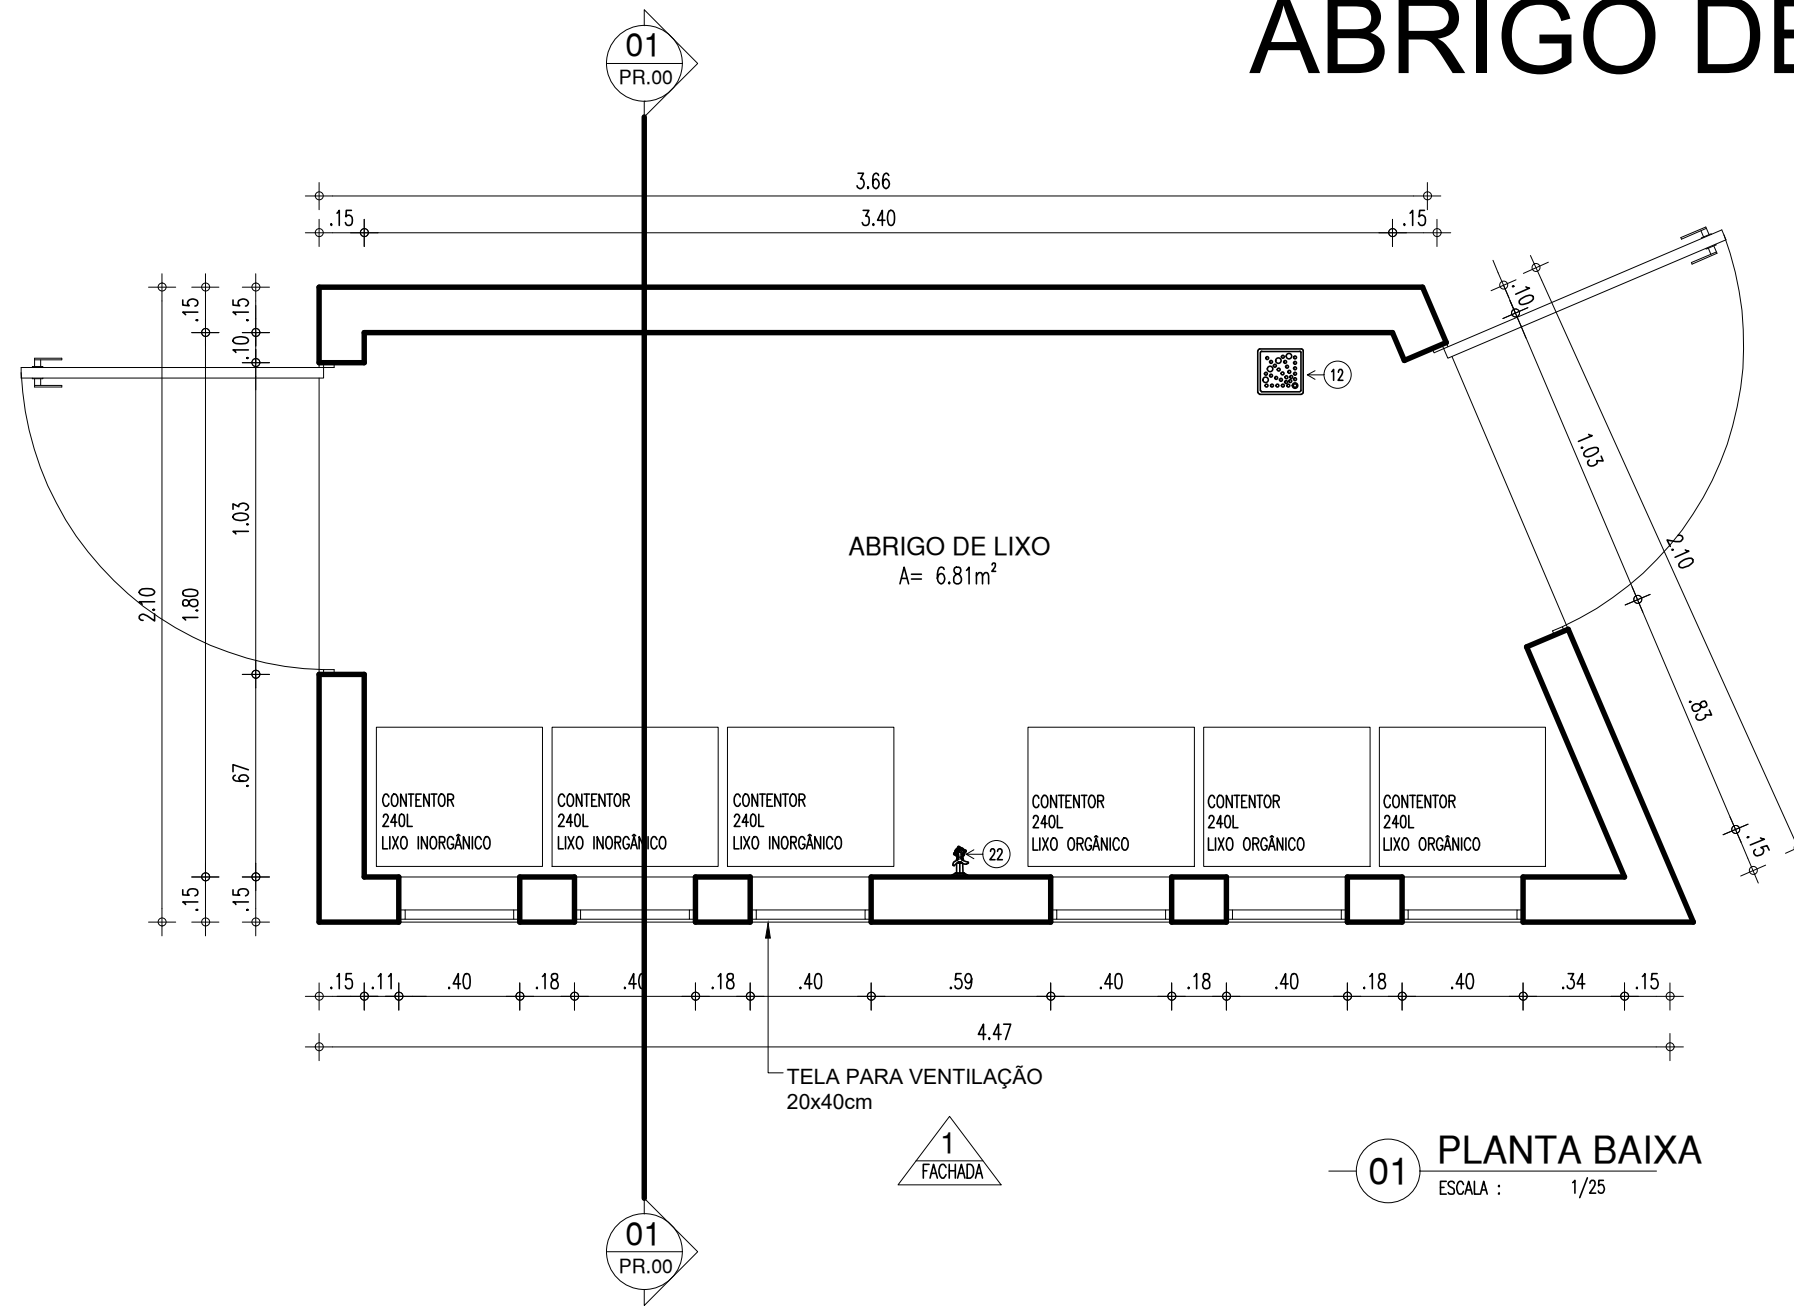 ABRIGO DE
01
PR.00
3.66
.15
3.40
.15
.15
.15
.10
.10
12
1.03
1.03
2.10
1.80
2.10
ABRIGO DE LIXO
A= 6.81m²
.67
.83
CONTENTOR
240L
LIXO INORGÂNICO
CONTENTOR
240L
LIXO INORGÂNICO
CONTENTOR
240L
LIXO INORGÂNICO
CONTENTOR
240L
LIXO ORGÂNICO
CONTENTOR
240L
LIXO ORGÂNICO
CONTENTOR
240L
LIXO ORGÂNICO
22
.15
.15
.15
.15
.11
.40
.18
.40
.18
.40
.59
.40
.18
.40
.18
.40
.34
.15
4.47
TELA PARA VENTILAÇÃO
20x40cm
1
FACHADA
01
PLANTA BAIXA
ESCALA :
1/25
01
PR.00